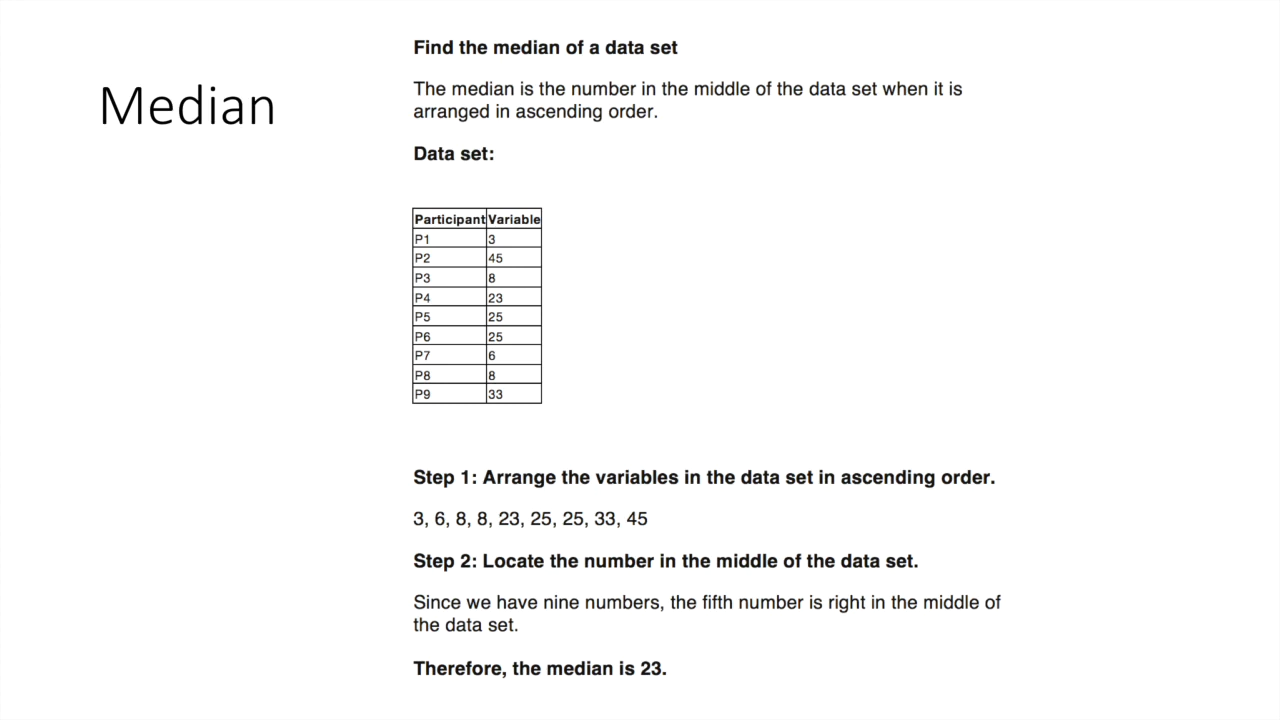 Median
Find the median of a data set
The median is the number in the middle of the data set when it is
arranged in ascending order.
Data set:
Participant Variable
P1 3
P2 45
P3 8
P4 23
P5 25
P6 25
P7 6
P8 8
P9 33
Step 1: Arrange the variables in the data set in ascending order.
3, 6, 8, 8, 23, 25, 25, 33, 45
Step 2: Locate the number in the middle of the data set.
Since we have nine numbers, the fifth number is right in the middle of
the data set.
Therefore, the median is 23.